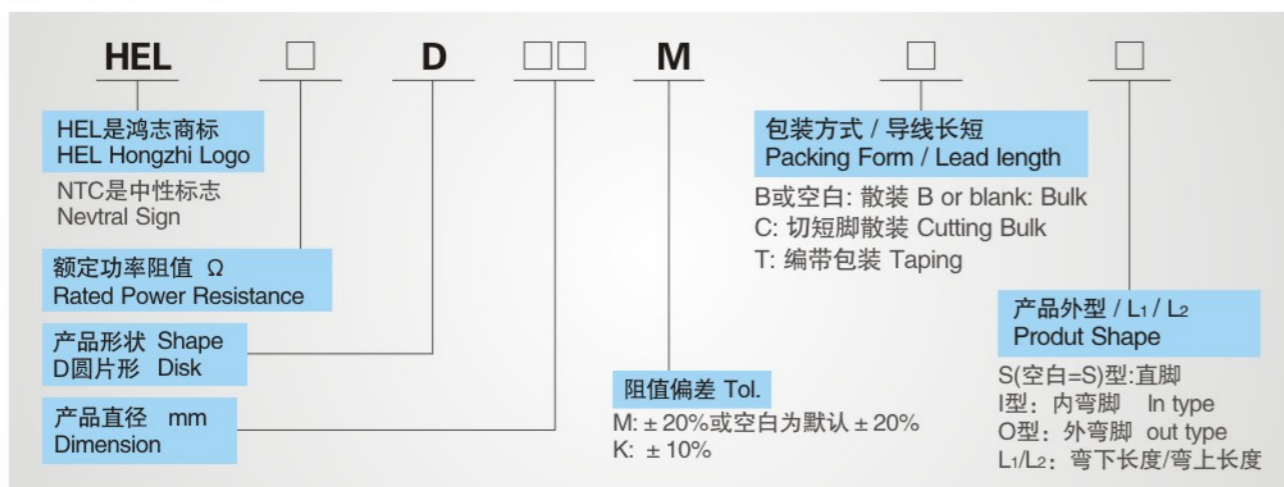 HEL □ D □□ M □ □
HEL是鸿志商标
HEL Hongzhi Logo
NTC是中性标志
Nevtral Sign
额定功率阻值 Ω
Rated Power Resistance
产品形状 Shape
D圆片形 Disk
产品直径 mm
Dimension
阻值偏差 Tol.
M: ± 20%或空白为默认 ± 20%
K: ± 10%
包装方式 / 导线长短
Packing Form / Lead length
B或空白: 散装 B or blank: Bulk
C: 切短脚散装 Cutting Bulk
T: 编带包装 Taping
产品外型 / L1 / L2
Produt Shape
S(空白=S)型:直脚
I型：内弯脚 In type
O型：外弯脚 out type
L1/L2：弯下长度/弯上长度